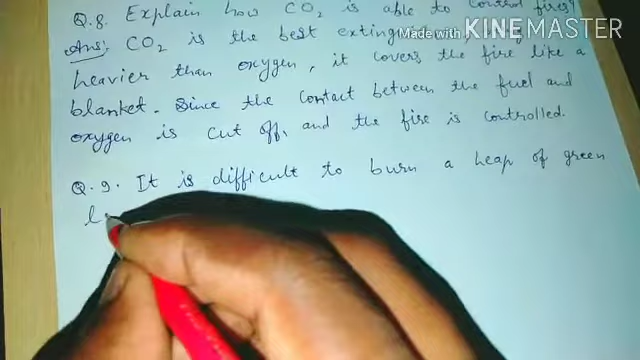 Q.8. Explain how CO₂ is able to control fires?
Ans: CO₂ is the best
heavier than oxygen, it covers the fire like a
blanket. Since the contact between the fuel and
oxygen is cut off, and the fire is controlled.
Q.9. It is difficult to burn a heap of green
Made with KINEMASTER